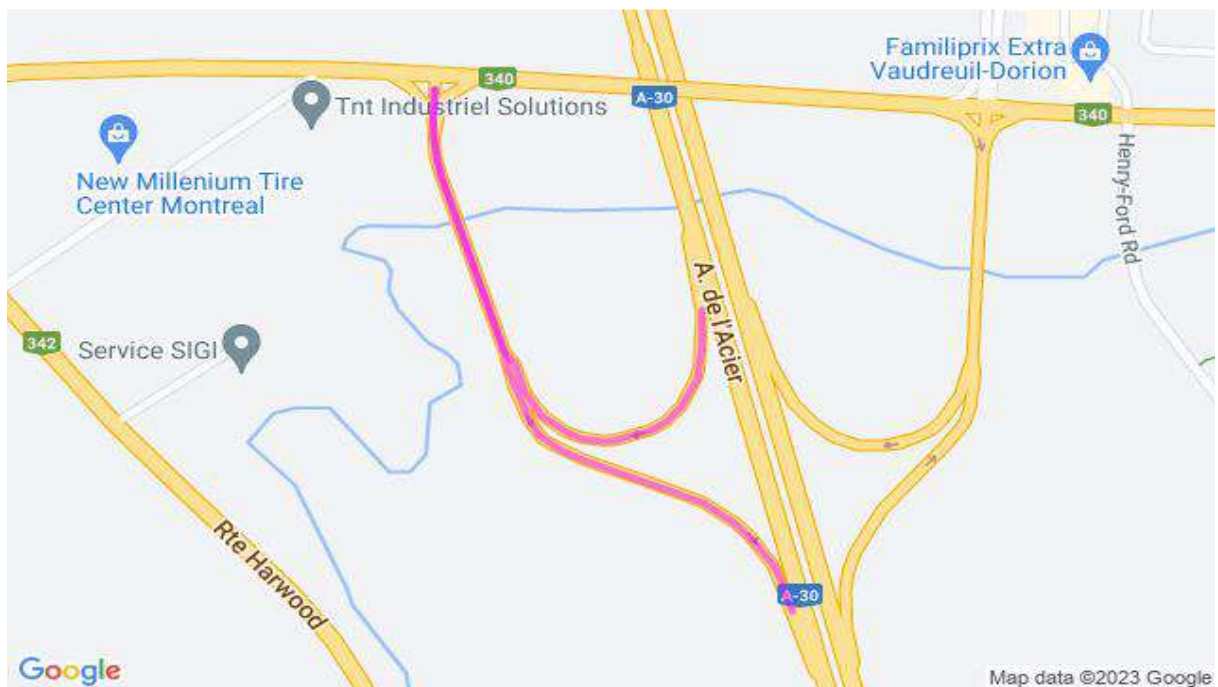 340
A-30
Familiprix Extra
Vaudreuil-Dorion
340
Tnt Industriel Solutions
New Millenium Tire
Center Montreal
Henry-Ford Rd
A. de l'Acier
342
Service SIGI
Rte Harwood
A-30
Google
Map data ©2023 Google